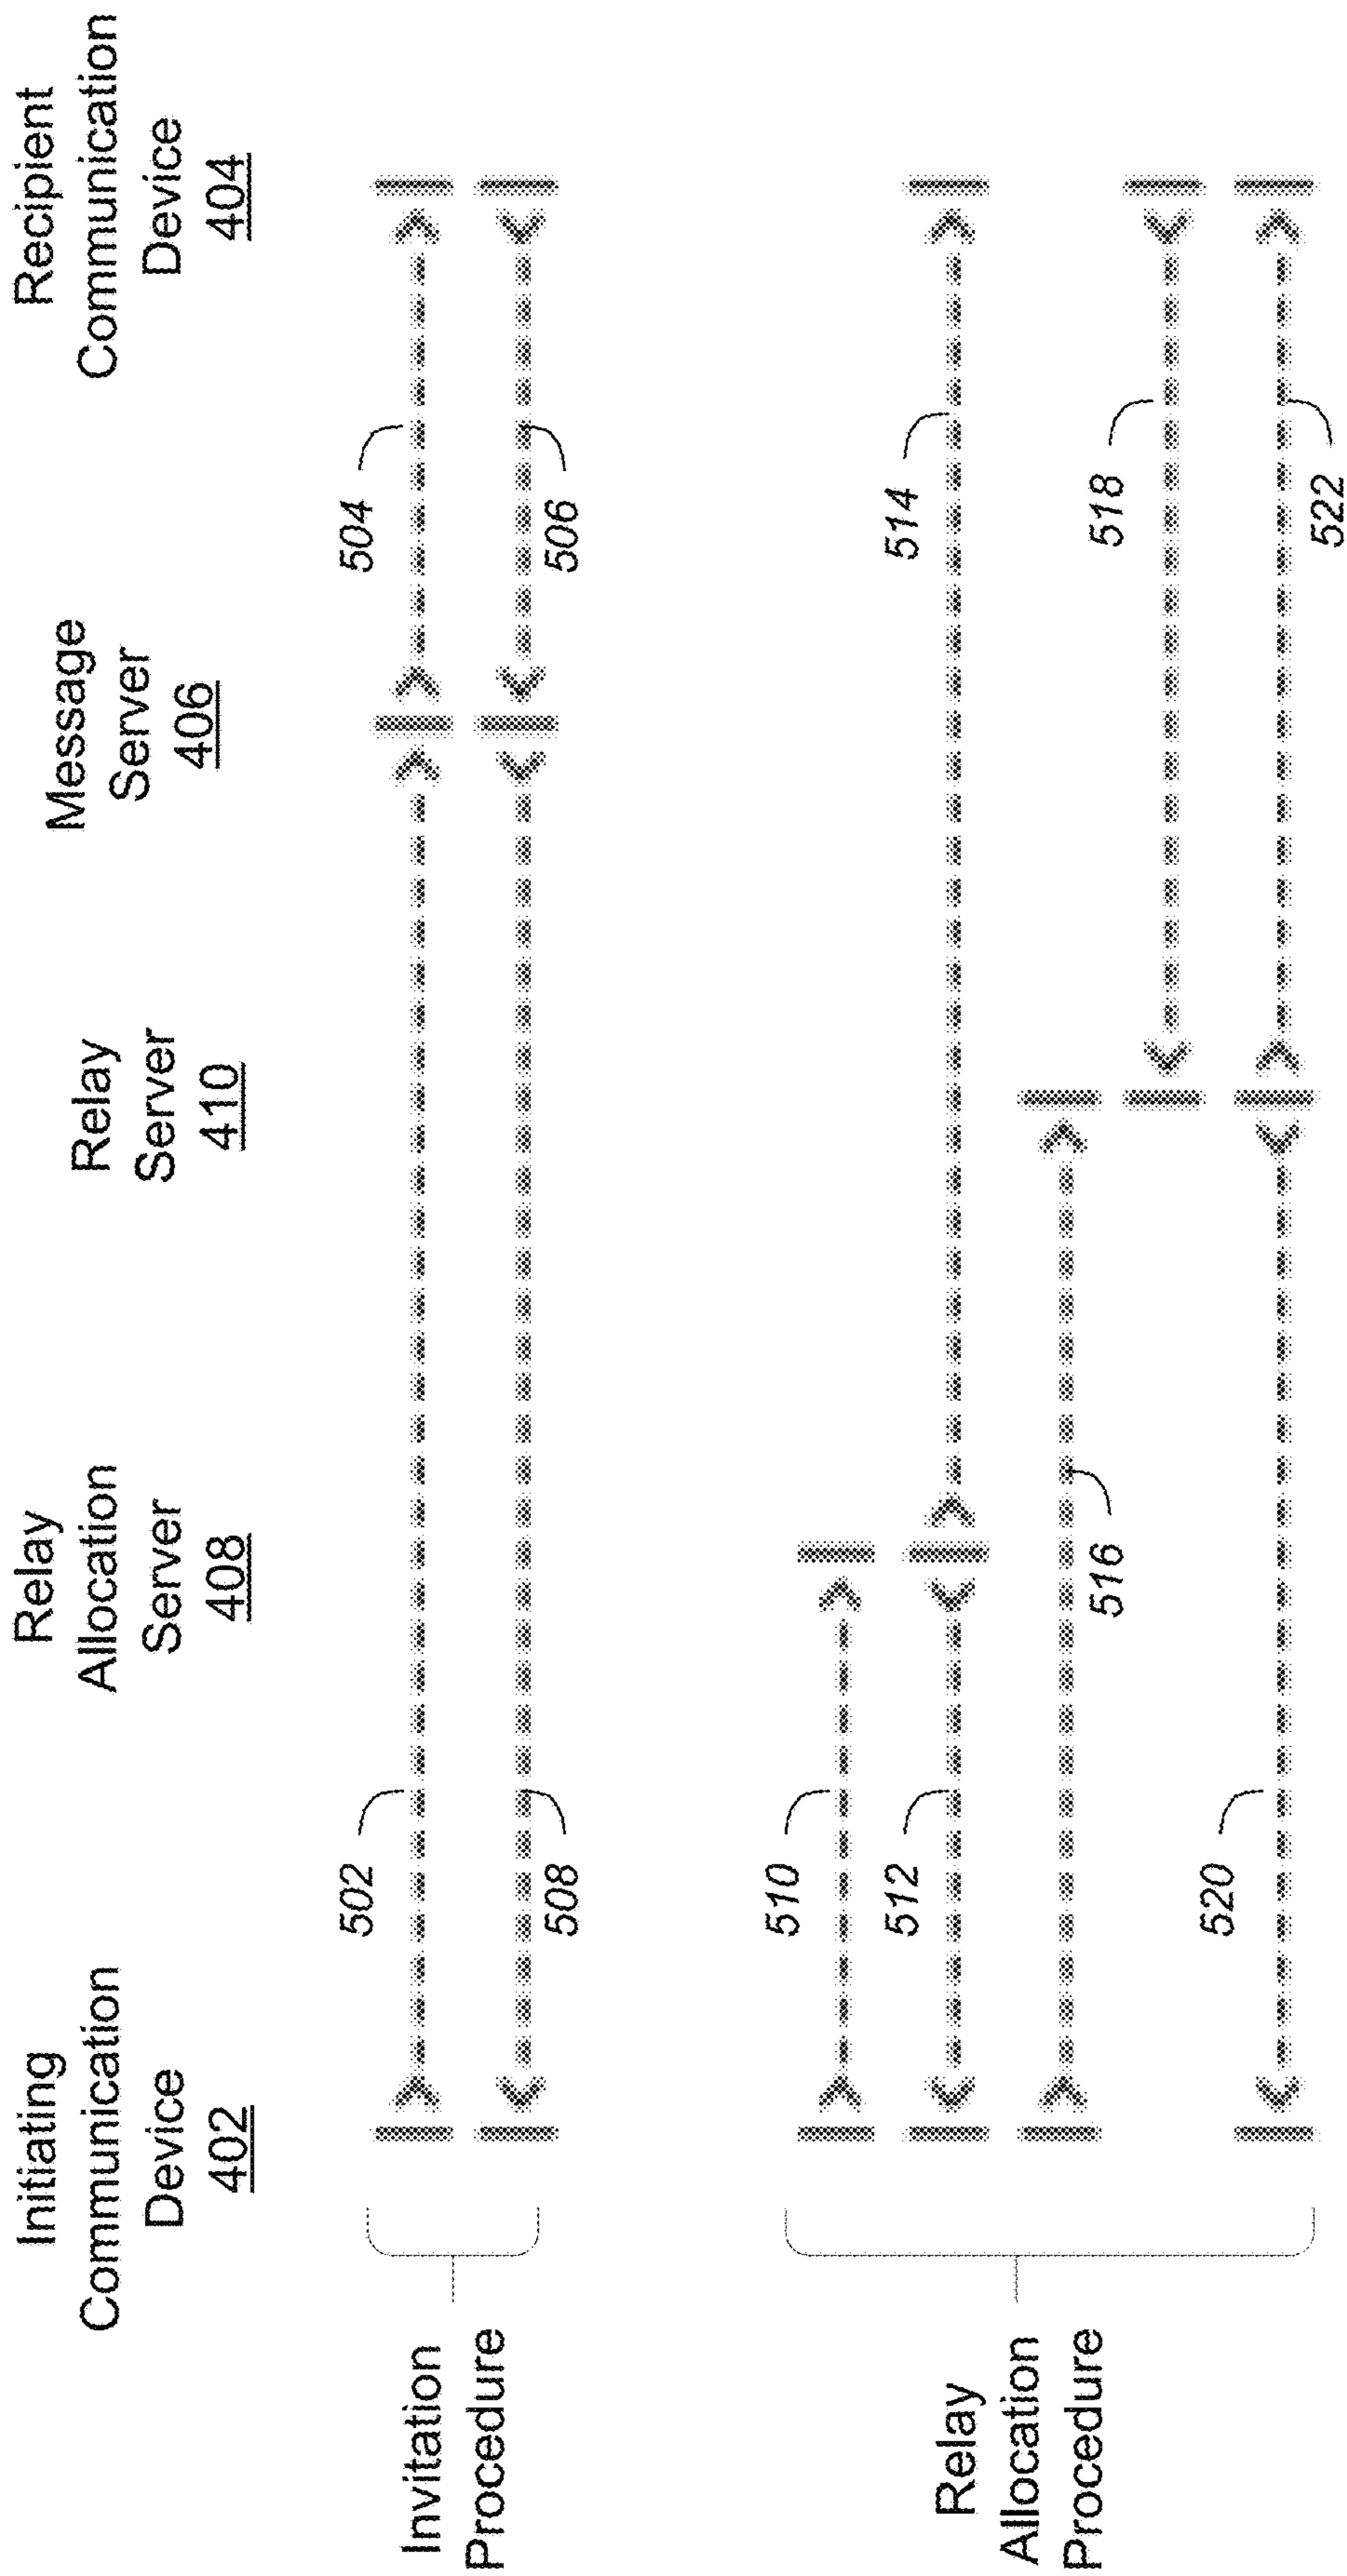 Initiating
Communication
Device
402
Relay
Allocation
Server
408
Relay
Server
410
Message
Server
406
Recipient
Communication
Device
404
Invitation
Procedure
502
504
508
506
Relay
Allocation
Procedure
510
512
514
516
518
520
522